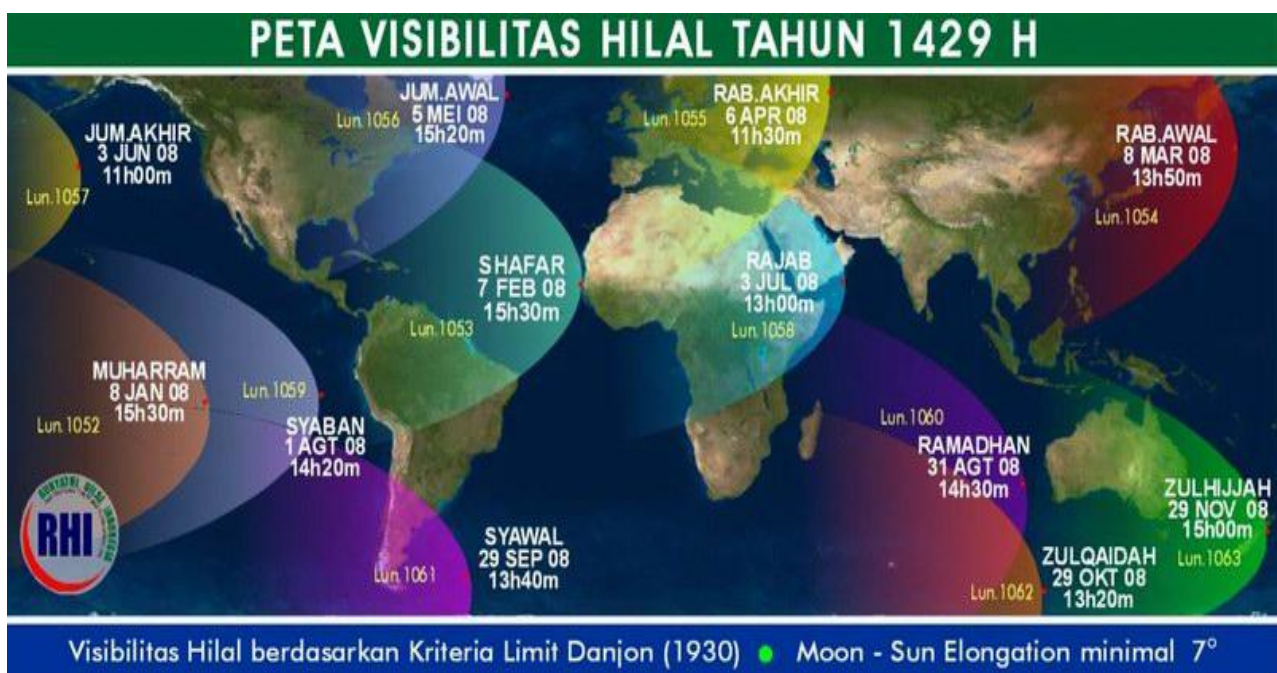 PETA VISIBILITAS HILAL TAHUN 1429 H
JUM.AKHIR
3 JUN 08
11h00m
Lun.1057
JUM.AWAL
5 MEI 08
15h20m
Lun.1056
RAB.AKHIR
6 APR 08
11h30m
Lun.1055
RAB.AWAL
8 MAR 08
13h50m
Lun.1054
SHAFAR
7 FEB 08
15h30m
Lun.1053
RAJAB
3 JUL 08
13h00m
Lun.1058
MUHARRAM
8 JAN 08
15h30m
Lun.1052
Lun.1059
SYABAN
1 AGT 08
14h20m
Lun.1060
RAMADHAN
31 AGT 08
14h30m
ZULHIJJAH
29 NOV 08
15h00m
Lun.1063
SYAWAL
29 SEP 08
13h40m
Lun.1061
ZULQAIDAH
29 OKT 08
13h20m
Lun.1062
RHI
Visibilitas Hilal berdasarkan Kriteria Limit Danjon (1930) ● Moon - Sun Elongation minimal 7°